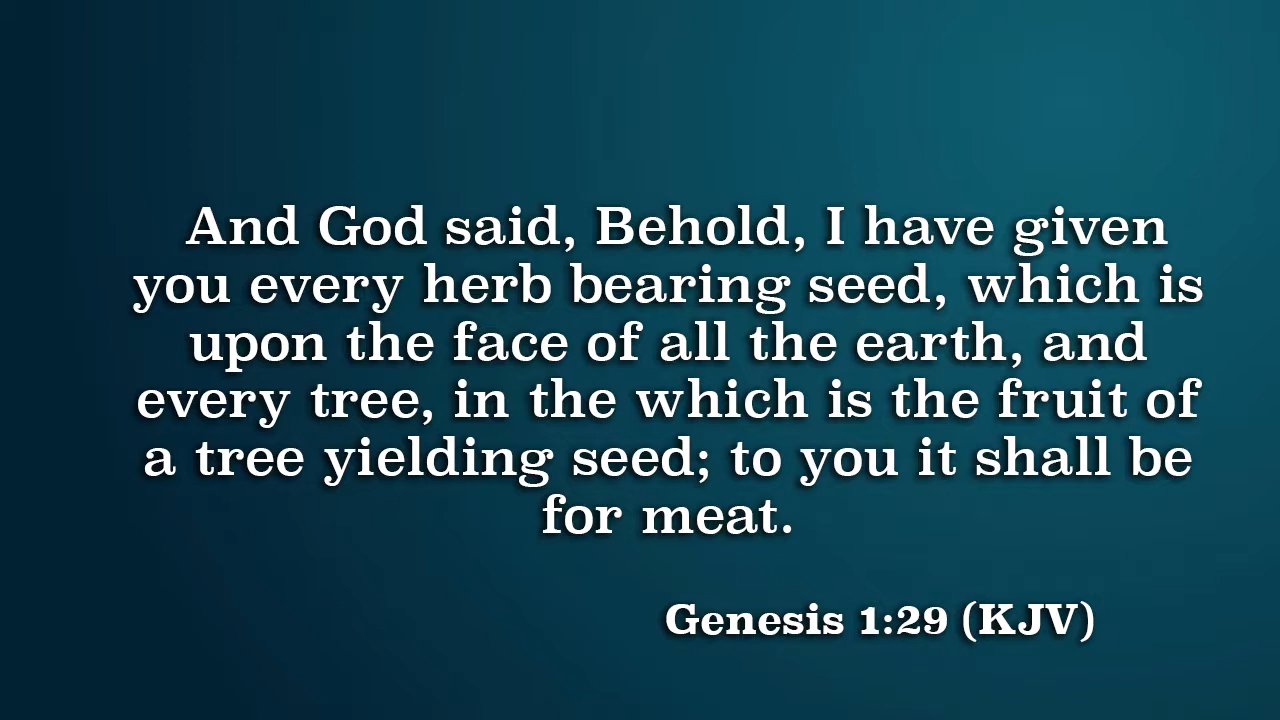 And God said, Behold, I have given
you every herb bearing seed, which is
upon the face of all the earth, and
every tree, in the which is the fruit of
a tree yielding seed; to you it shall be
for meat.
Genesis 1:29 (KJV)